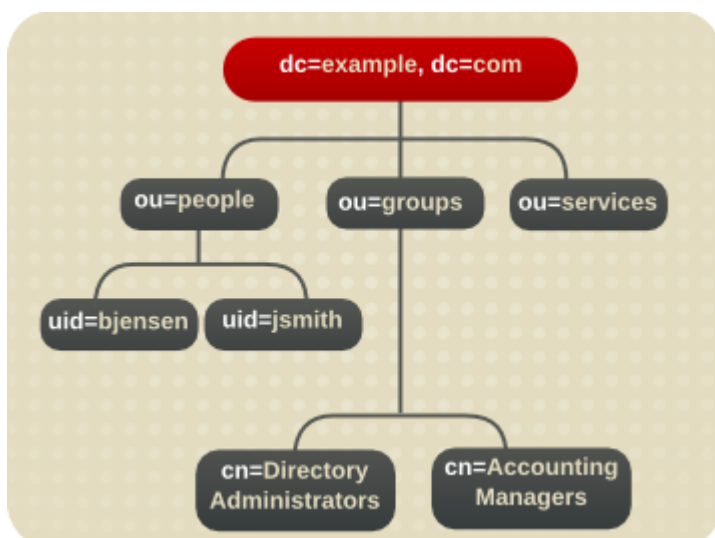 dc=example, dc=com
ou=people
ou=groups
ou=services
uid=bjensen
uid=jsmith
cn=Directory
Administrators
cn=Accounting
Managers